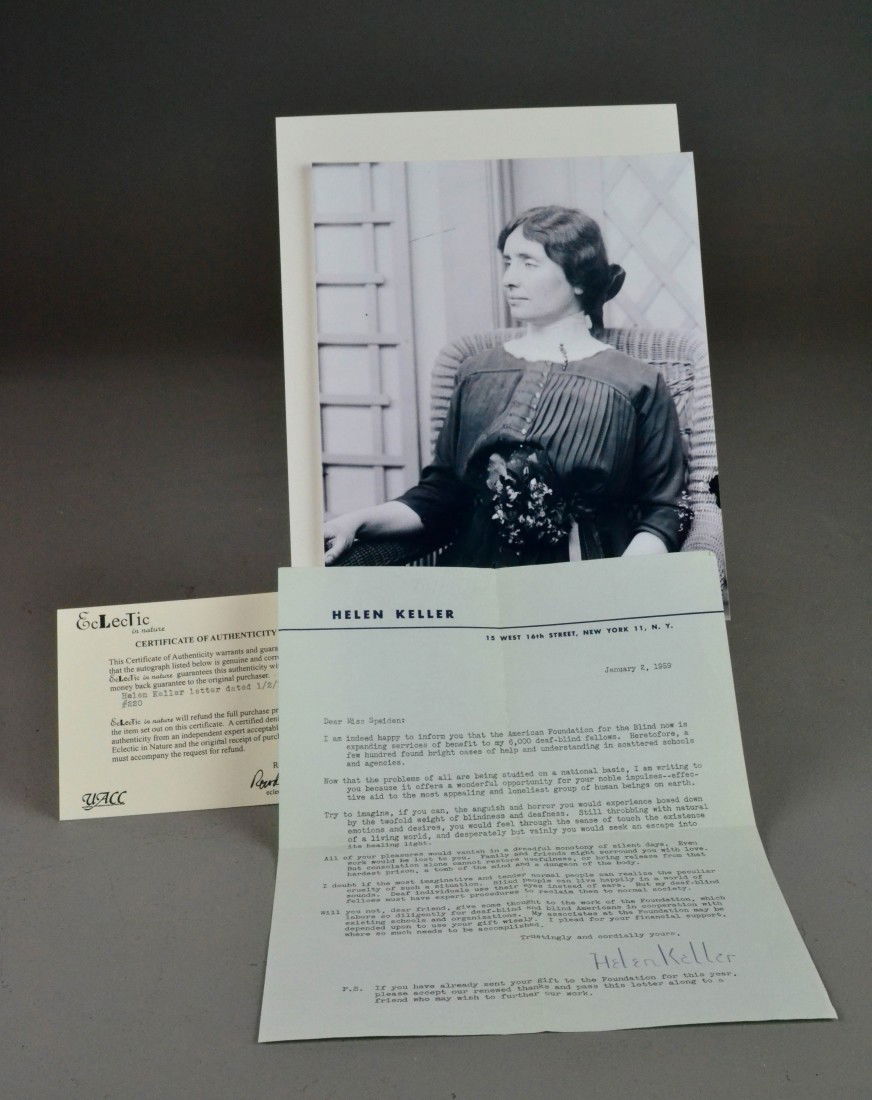 EcLecTic
in nature
CERTIFICATE OF AUTHENTICITY
This Certificate of Authenticity warrants and guara
that the autograph listed below is genuine and corre
EcLecTic in nature guarantees this authenticity wi
money back guarantee to the original purchaser.
Helen Keller letter dated 1/2/
#220
EcLecTic in nature will refund the full purchase pr
the item set out on this certificate. A certified deni
authenticity from an independent expert acceptabl
Eclectic in Nature and the original receipt of purc
must accompany the request for refund.
R
eclec
UACC
HELEN KELLER
15 WEST 16th STREET, NEW YORK 11, N. Y.
January 2, 1959
Dear Miss Speiden:
I am indeed happy to inform you that the American Foundation for the Blind now is
expanding services of benefit to my 6,000 deaf-blind fellows. Heretofore, a
few hundred found bright oases of help and understanding in scattered schools
and agencies.
Now that the problems of all are being studied on a national basis, I am writing to
you because it offers a wonderful opportunity for your noble impulses--effec-
tive aid to the most appealing and loneliest group of human beings on earth.
Try to imagine, if you can, the anguish and horror you would experience bowed down
by the twofold weight of blindness and deafness. Still throbbing with natural
emotions and desires, you would feel through the sense of touch the existence
of a living world, and desperately but vainly you would seek an escape into
its healing light.
All of your pleasures would vanish in a dreadful monotony of silent days. Even
work would be lost to you. Family and friends might surround you with love.
But consolation alone cannot restore usefulness, or bring release from that
hardest prison, a tomb of the mind and a dungeon of the body.
I doubt if the most imaginative and tender normal people can realize the peculiar
cruelty of such a situation. Blind people can live happily in a world of
sounds. Deaf individuals use their eyes instead of ears. But my deaf-blind
fellows must have expert procedures to reclaim them to normal society.
Will you not, dear friend, give some thought to the work of the Foundation, which
labors so diligently for deaf-blind and blind Americans in cooperation with
existing schools and organizations. My associates at the Foundation may be
depended upon to use your gift wisely. I plead for your financial support,
where so much needs to be accomplished.
Trustingly and cordially yours,
Helen Keller
P.S. If you have already sent your gift to the Foundation for this year,
please accept our renewed thanks and pass this letter along to a
friend who may wish to further our work.